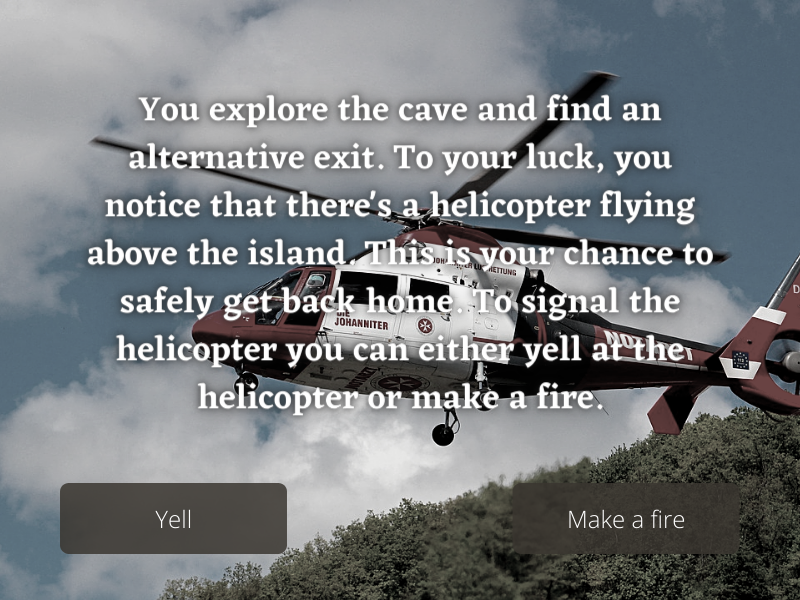 You explore the cave and find an
alternative exit. To your luck, you
notice that there's a helicopter flying
above the island. This is your chance to
safely get back home. To signal the
helicopter you can either yell at the
helicopter or make a fire.
DIE
JOHANNITER
Yell
Make a fire